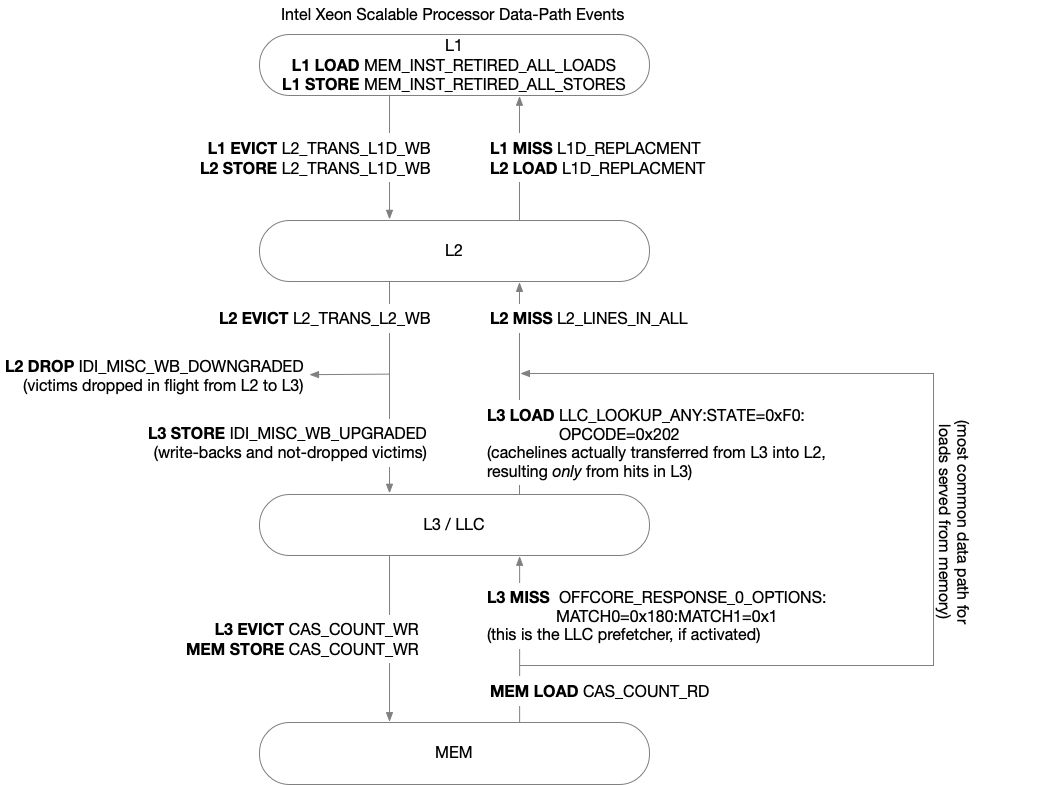 Intel Xeon Scalable Processor Data-Path Events
L1
L1 LOAD MEM_INST_RETIRED_ALL_LOADS
L1 STORE MEM_INST_RETIRED_ALL_STORES
L1 EVICT L2_TRANS_L1D_WB
L2 STORE L2_TRANS_L1D_WB
L1 MISS L1D_REPLACMENT
L2 LOAD L1D_REPLACMENT
L2
L2 EVICT L2_TRANS_L2_WB
L2 MISS L2_LINES_IN_ALL
L2 DROP IDI_MISC_WB_DOWNGRADED
(victims dropped in flight from L2 to L3)
L3 STORE IDI_MISC_WB_UPGRADED
(write-backs and not-dropped victims)
L3 LOAD LLC_LOOKUP_ANY:STATE=0xF0:
OPCODE=0x202
(cachelines actually transferred from L3 into L2,
resulting only from hits in L3)
(most common data path for
loads served from memory)
L3 / LLC
L3 MISS OFFCORE_RESPONSE_0_OPTIONS:
MATCH0=0x180:MATCH1=0x1
(this is the LLC prefetcher, if activated)
L3 EVICT CAS_COUNT_WR
MEM STORE CAS_COUNT_WR
MEM LOAD CAS_COUNT_RD
MEM